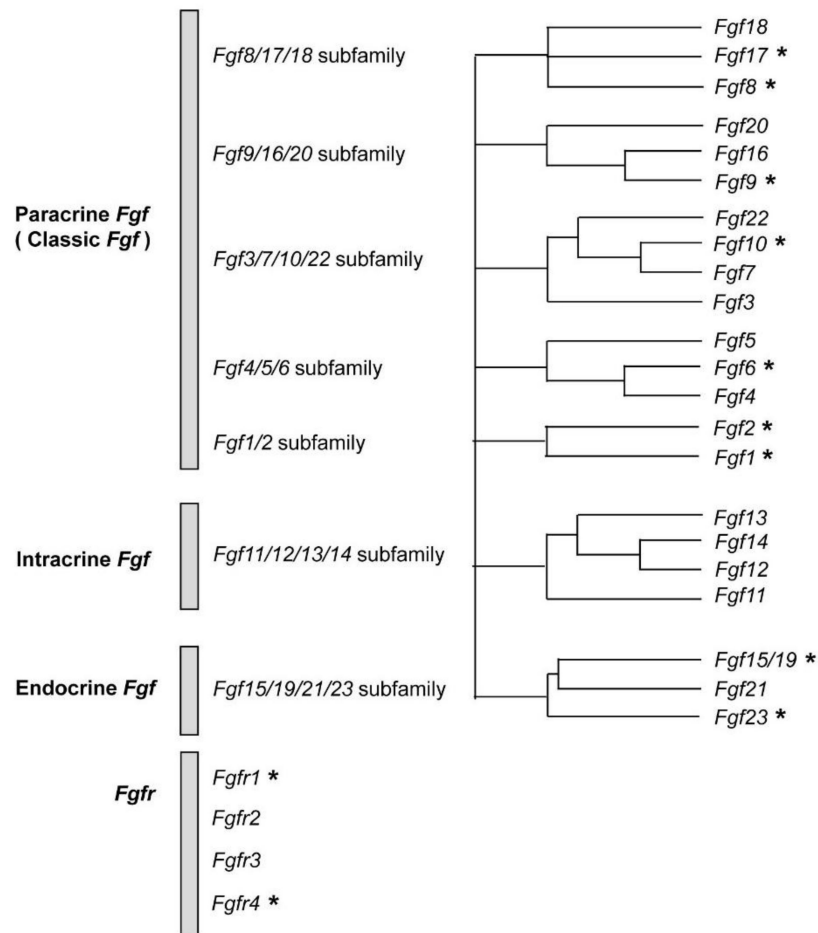 Fgf8/17/18 subfamily
Fgf18
Fgf17 *
Fgf8 *
Fgf9/16/20 subfamily
Fgf20
Fgf16
Fgf9 *
Paracrine Fgf
( Classic Fgf )
Fgf3/7/10/22 subfamily
Fgf22
Fgf10 *
Fgf7
Fgf3
Fgf4/5/6 subfamily
Fgf5
Fgf6 *
Fgf4
Fgf1/2 subfamily
Fgf2 *
Fgf1 *
Intracrine Fgf
Fgf11/12/13/14 subfamily
Fgf13
Fgf14
Fgf12
Fgf11
Endocrine Fgf
Fgf15/19/21/23 subfamily
Fgf15/19 *
Fgf21
Fgf23 *
Fgfr
Fgfr1 *
Fgfr2
Fgfr3
Fgfr4 *